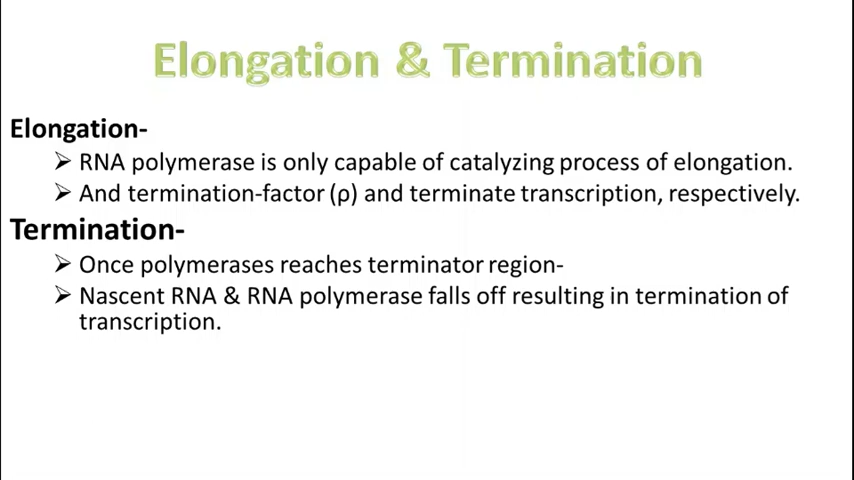 Elongation & Termination
Elongation-
➢ RNA polymerase is only capable of catalyzing process of elongation.
➢ And termination-factor (ρ) and terminate transcription, respectively.
Termination-
➢ Once polymerases reaches terminator region-
➢ Nascent RNA & RNA polymerase falls off resulting in termination of
transcription.